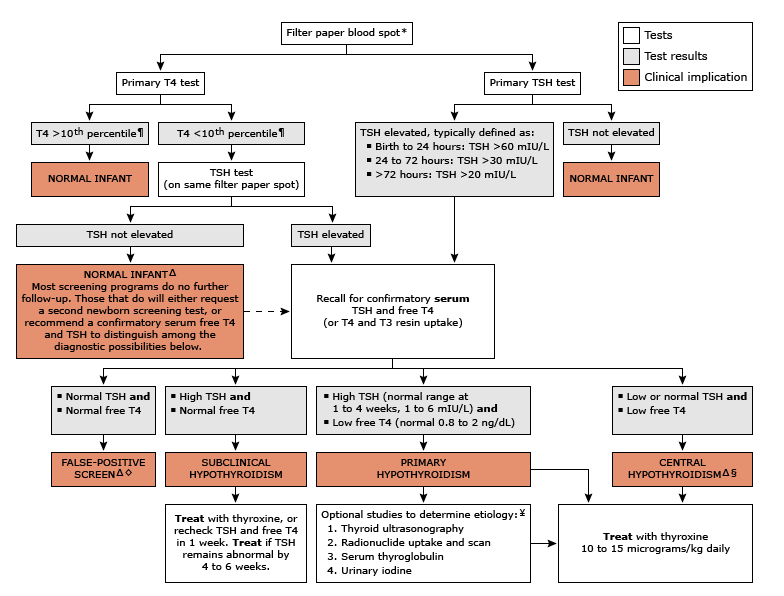 Filter paper blood spot*
Tests
Test results
Clinical implication
Primary T4 test
Primary TSH test
T4 >10th percentile¶
T4 <10th percentile¶
TSH elevated, typically defined as:
▪ Birth to 24 hours: TSH >60 mIU/L
▪ 24 to 72 hours: TSH >30 mIU/L
▪ >72 hours: TSH >20 mIU/L
TSH not elevated
NORMAL INFANT
TSH test
(on same filter paper spot)
NORMAL INFANT
TSH not elevated
TSH elevated
NORMAL INFANTΔ
Most screening programs do no further
follow-up. Those that do will either request
a second newborn screening test, or
recommend a confirmatory serum free T4
and TSH to distinguish among the
diagnostic possibilities below.
Recall for confirmatory serum
TSH and free T4
(or T4 and T3 resin uptake)
▪ Normal TSH and
▪ Normal free T4
▪ High TSH and
▪ Normal free T4
▪ High TSH (normal range at
1 to 4 weeks, 1 to 6 mIU/L) and
▪ Low free T4 (normal 0.8 to 2 ng/dL)
▪ Low or normal TSH and
▪ Low free T4
FALSE-POSITIVE
SCREENΔ◊
SUBCLINICAL
HYPOTHYROIDISM
PRIMARY
HYPOTHYROIDISM
CENTRAL
HYPOTHYROIDISMΔ§
Treat with thyroxine, or
recheck TSH and free T4
in 1 week. Treat if TSH
remains abnormal by
4 to 6 weeks.
Optional studies to determine etiology:¥
1. Thyroid ultrasonography
2. Radionuclide uptake and scan
3. Serum thyroglobulin
4. Urinary iodine
Treat with thyroxine
10 to 15 micrograms/kg daily